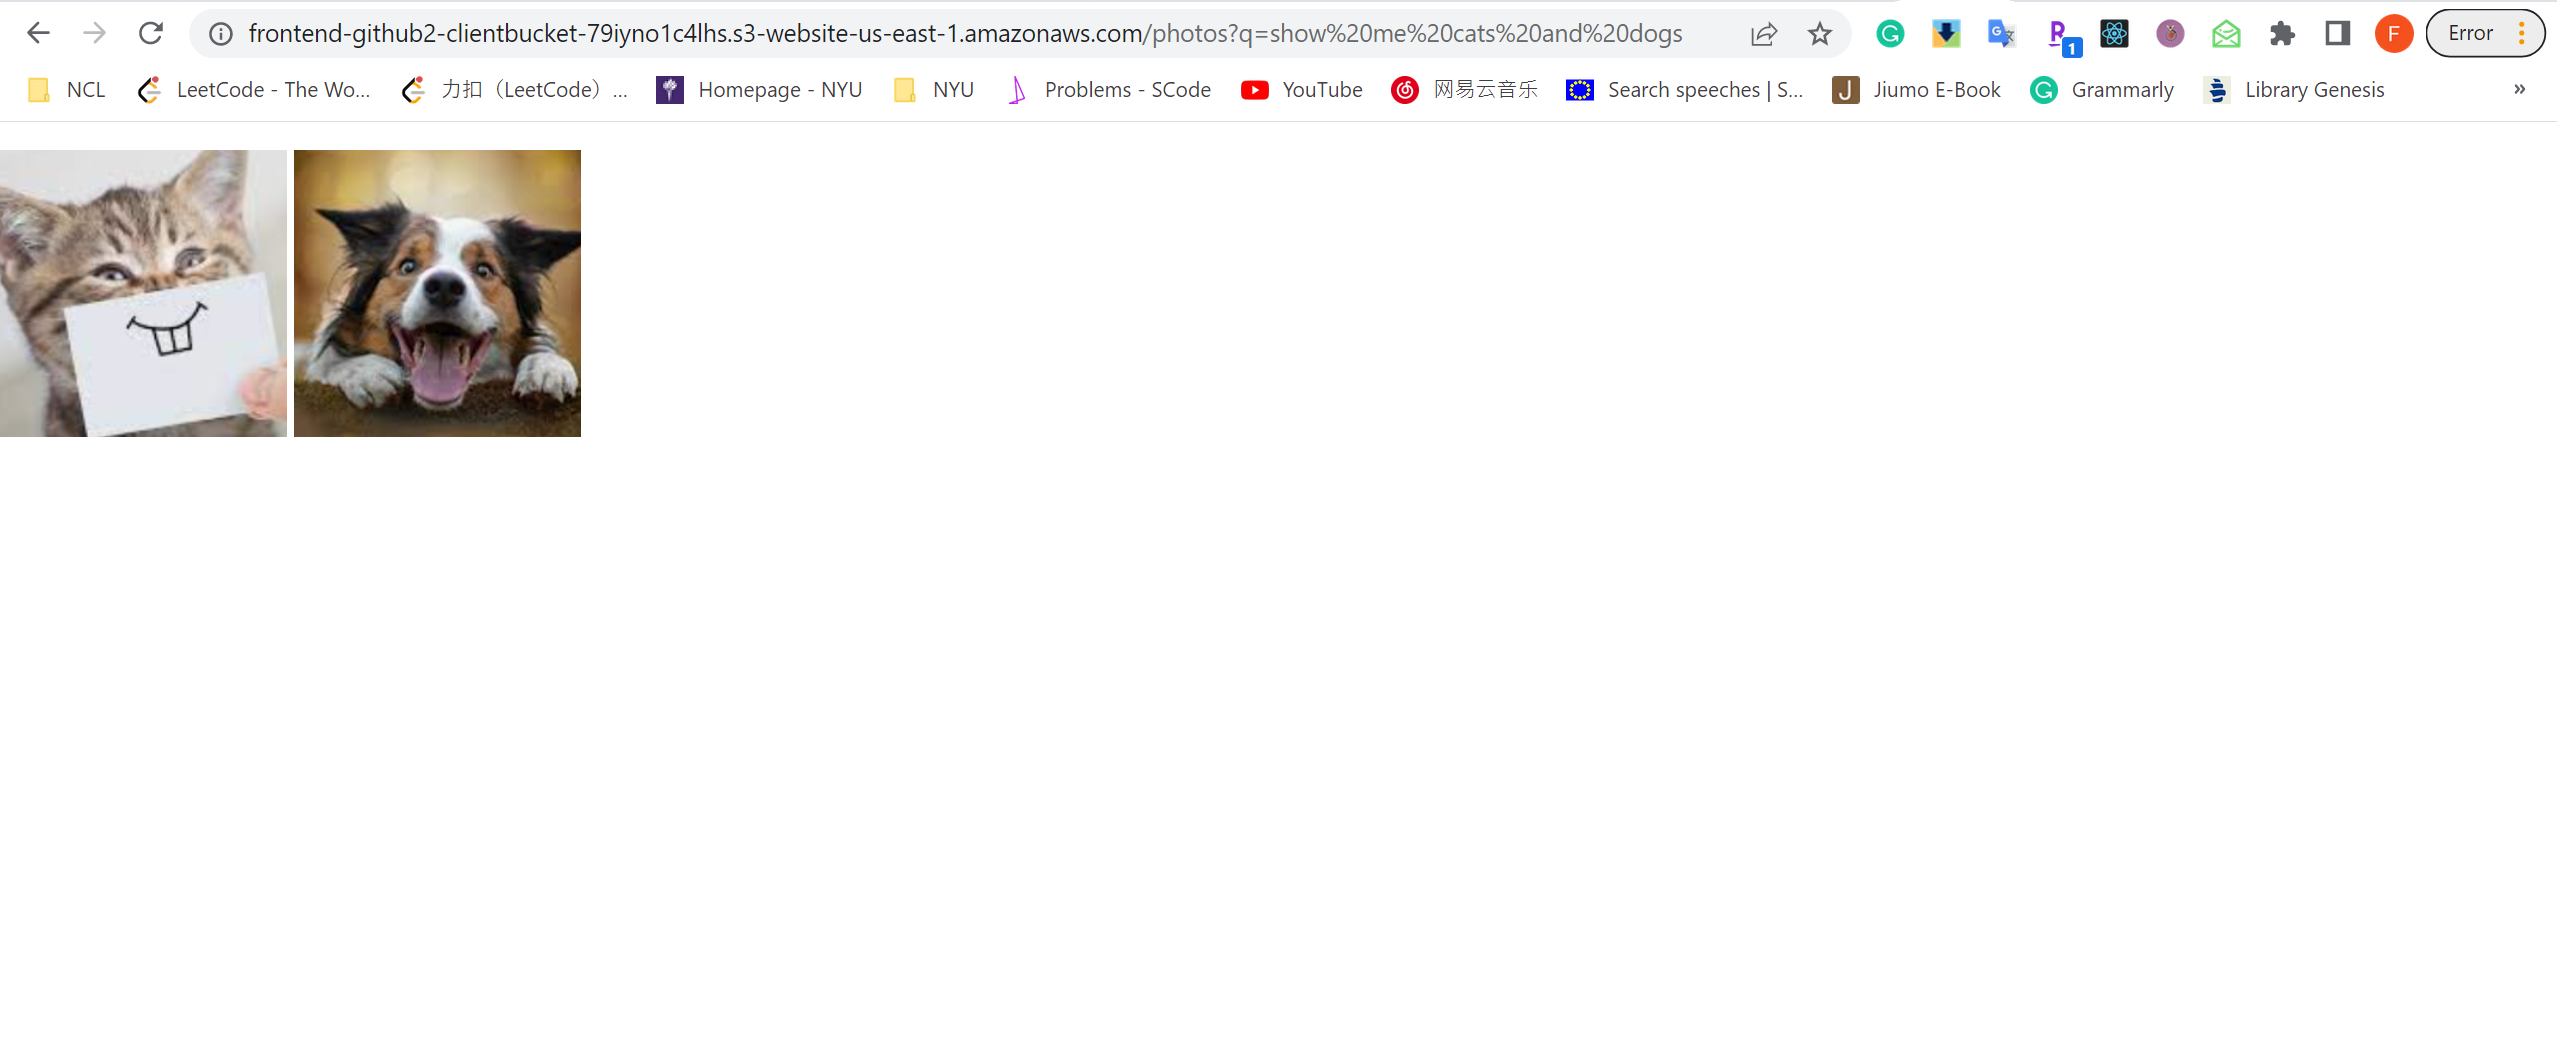 frontend-github2-clientbucket-79iyno1c4lhs.s3-website-us-east-1.amazonaws.com/photos?q=show%20me%20cats%20and%20dogs
1
F
Error
NCL
LeetCode - The Wo...
力扣（LeetCode）...
Homepage - NYU
NYU
Problems - SCode
YouTube
网易云音乐
Search speeches | S...
Jiumo E-Book
Grammarly
Library Genesis
»